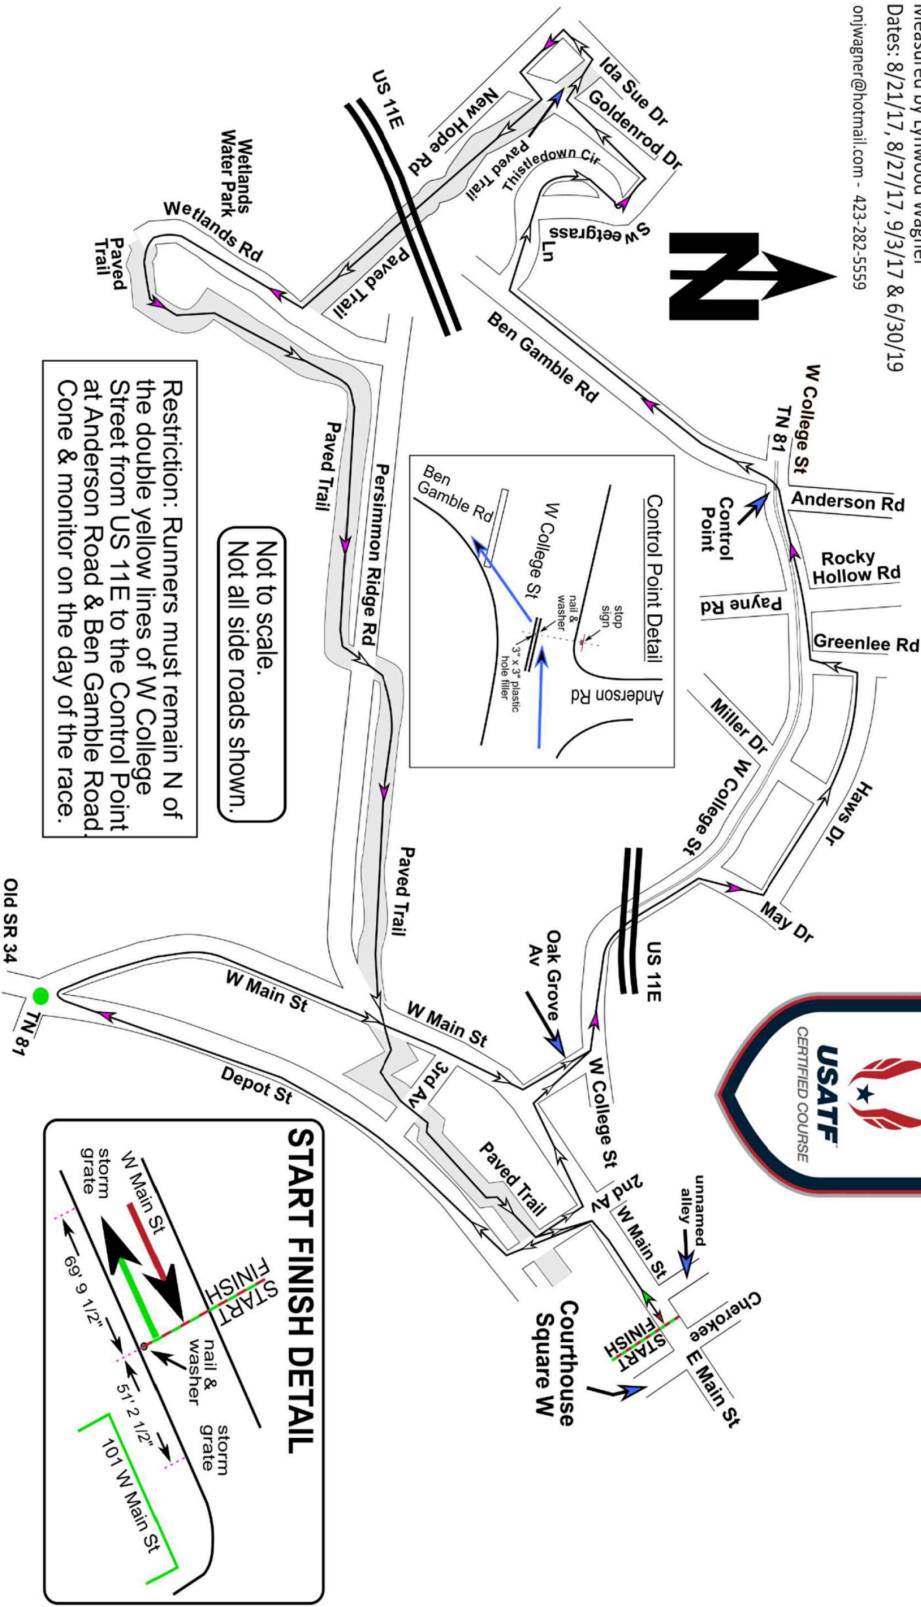 Measured by Lynwood Wagner
Dates: 8/21/17, 8/27/17, 9/3/17 & 6/30/19
onjwagner@hotmail.com - 423-282-5559
N
USATF
CERTIFIED COURSE
Ida Sue Dr
Goldenrod Dr
Paved Trail
New Hope Rd
Thistledown Cir
Sweetgrass
Ln
US 11E
Ben Gamble Rd
W College St
TN 81
Anderson Rd
Control
Point
Rocky
Hollow Rd
Payne Rd
Greenlee Rd
Miller Dr
W College St
Haws Dr
May Dr
US 11E
Oak Grove
Av
W College St
2nd Av
W Main St
unnamed
alley
Cherokee
E Main St
START
FINISH
Courthouse
Square W
Paved Trail
3rd Av
W Main St
W Main St
Depot St
Old SR 34
TN 81
Paved Trail
Persimmon Ridge Rd
Paved Trail
Paved Trail
Wetlands
Water Park
Wetlands Rd
Paved
Trail
Control Point Detail
Ben
Gamble Rd
W College St
nail &
washer
stop
sign
3" x 3" plastic
hole filler
Anderson Rd
Not to scale.
Not all side roads shown.
Restriction: Runners must remain N of
the double yellow lines of W College
Street from US 11E to the Control Point
at Anderson Road & Ben Gamble Road.
Cone & monitor on the day of the race.
START FINISH DETAIL
W Main St
storm
grate
START
FINISH
nail &
washer
storm
grate
69' 9 1/2"
51' 2 1/2"
101 W Main St